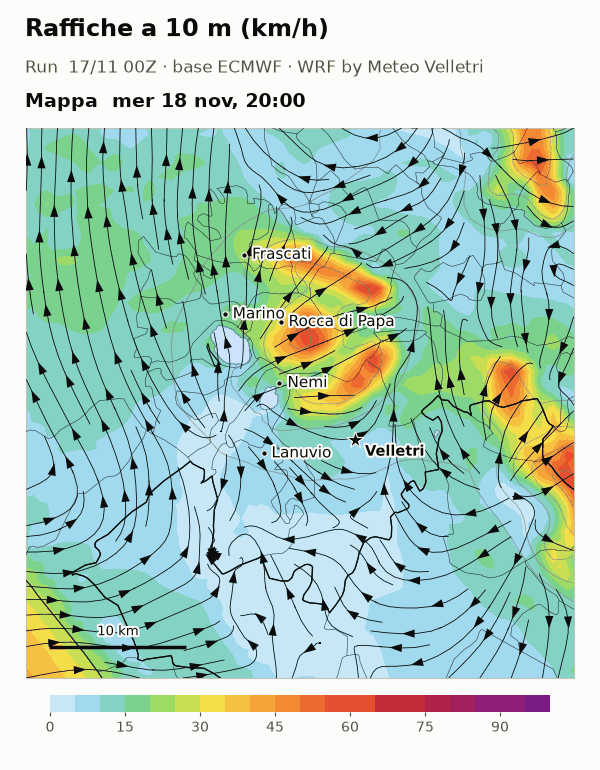 Raffiche a 10 m (km/h)
Run  17/11 00Z · base ECMWF · WRF by Meteo Velletri
Mappa  mer 18 nov, 20:00
Frascati
Marino
Rocca di Papa
Nemi
Velletri
Lanuvio
10 km
0 15 30 45 60 75 90